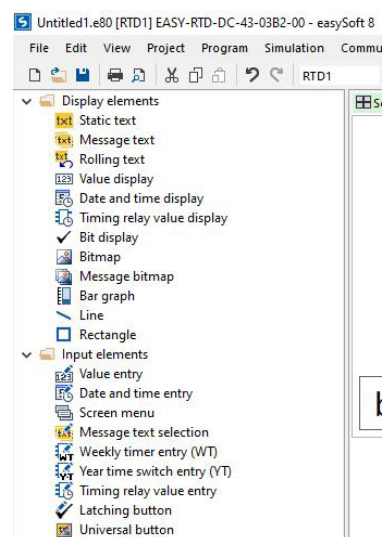 Untitled1.e80 [RTD1] EASY-RTD-DC-43-03B2-00 - easySoft 8
File Edit View Project Program Simulation Commu
RTD1
Display elements
Static text
Message text
Rolling text
Value display
Date and time display
Timing relay value display
Bit display
Bitmap
Message bitmap
Bar graph
Line
Rectangle
Input elements
Value entry
Date and time entry
Screen menu
Message text selection
Weekly timer entry (WT)
Year time switch entry (YT)
Timing relay value entry
Latching button
Universal button